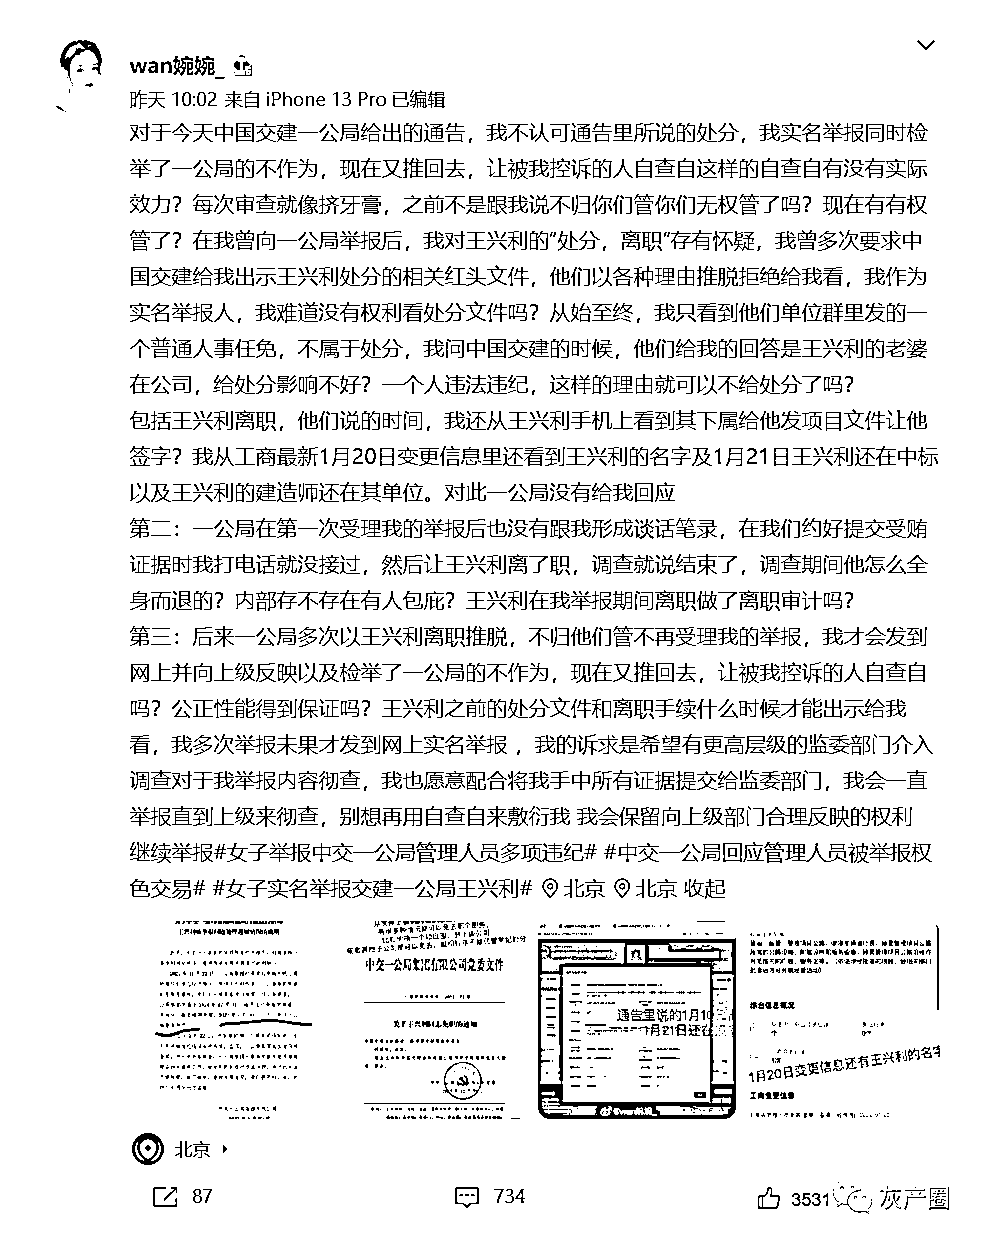 wan婉婉_
昨天 10:02 来自 iPhone 13 Pro 已编辑
对于今天中国交建一公局给出的通告，我不认可通告里所说的处分，我实名举报同时检
举了一公局的不作为，现在又推回去，让被我控诉的人自查自这样的自查自有没有实际
效力？每次审查就像挤牙膏，之前不是跟我说不归你们管你们无权管了吗？现在有有权
管了？在我曾向一公局举报后，我对王兴利的“处分，离职”存有怀疑，我曾多次要求中
国交建给我出示王兴利处分的相关红头文件，他们以各种理由推脱拒绝给我看，我作为
实名举报人，我难道没有权利看处分文件吗？从始至终，我只看到他们单位群里发的一
个普通人事任免，不属于处分，我问中国交建的时候，他们给我的回答是王兴利的老婆
在公司，给处分影响不好？一个人违法违纪，这样的理由就可以不给处分了吗？
包括王兴利离职，他们说的时间，我还从王兴利手机上看到其下属给他发项目文件让他
签字？我从工商最新1月20日变更信息里还看到王兴利的名字及1月21日王兴利还在中标
以及王兴利的建造师还在其单位。对此一公局没有给我回应
第二：一公局在第一次受理我的举报后也没有跟我形成谈话笔录，在我们约好提交受贿
证据时我打电话就没接过，然后让王兴利离了职，调查就说结束了，调查期间他怎么全
身而退的？内部存不存在有人包庇？王兴利在我举报期间离职做了离职审计吗？
第三：后来一公局多次以王兴利离职推脱，不归他们管不再受理我的举报，我才会发到
网上并向上级反映以及检举了一公局的不作为，现在又推回去，让被我控诉的人自查自
吗？公正性能得到保证吗？王兴利之前的处分文件和离职手续什么时候才能出示给我
看，我多次举报未果才发到网上实名举报 ，我的诉求是希望有更高层级的监委部门介入
调查对于我举报内容彻查，我也愿意配合将我手中所有证据提交给监委部门，我会一直
举报直到上级来彻查，别想再用自查自来敷衍我 我会保留向上级部门合理反映的权利
继续举报#女子举报中交一公局管理人员多项违纪# #中交一公局回应管理人员被举报权
色交易# #女子实名举报交建一公局王兴利# 北京 北京 收起
中交一公局集团有限公司党委文件
关于王兴利同志免职的通知
通告里说的1月10
1月21日还在
综合信息概况
1月20日变更信息还有王兴利的名字
工商变更信息
北京
87
734
3531
灰产圈